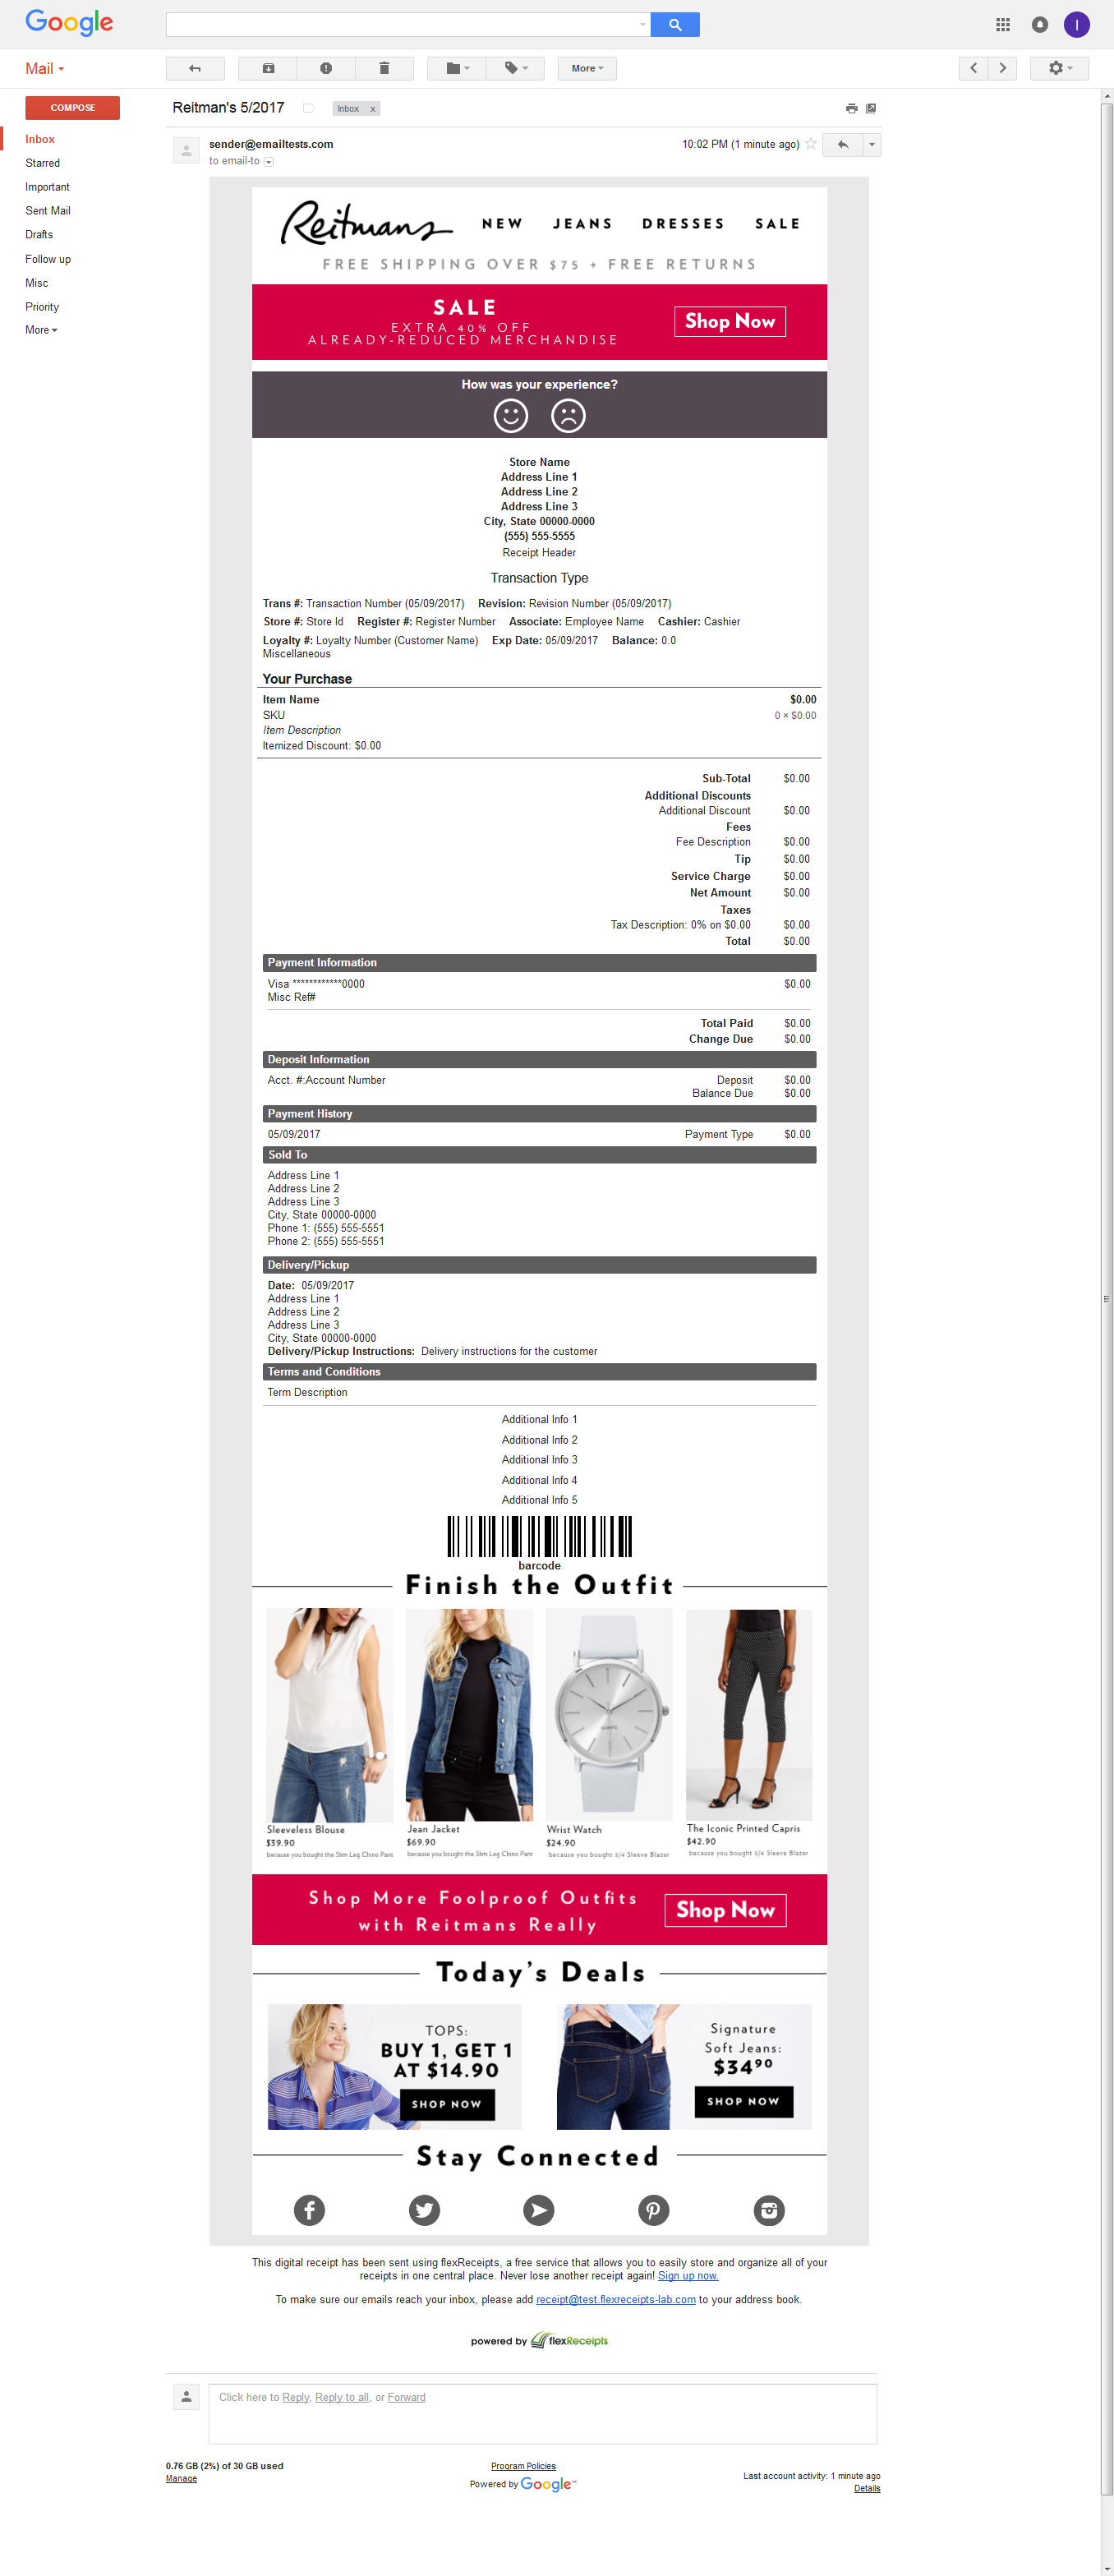 Google
Mail
More
COMPOSE
Inbox
Starred
Important
Sent Mail
Drafts
Follow up
Misc
Priority
More
Reitman's 5/2017 Inbox x
sender@emailtests.com 10:02 PM (1 minute ago)
to email-to
Reitmans NEW JEANS DRESSES SALE
FREE SHIPPING OVER $75 + FREE RETURNS
SALE
EXTRA 40% OFF
ALREADY-REDUCED MERCHANDISE
Shop Now
How was your experience?
Store Name
Address Line 1
Address Line 2
Address Line 3
City, State 00000-0000
(555) 555-5555
Receipt Header
Transaction Type
Trans #: Transaction Number (05/09/2017) Revision: Revision Number (05/09/2017)
Store #: Store Id Register #: Register Number Associate: Employee Name Cashier: Cashier
Loyalty #: Loyalty Number (Customer Name) Exp Date: 05/09/2017 Balance: 0.0
Miscellaneous
Your Purchase
Item Name $0.00
SKU 0 × $0.00
Item Description
Itemized Discount: $0.00
Sub-Total $0.00
Additional Discounts
Additional Discount $0.00
Fees
Fee Description $0.00
Tip $0.00
Service Charge $0.00
Net Amount $0.00
Taxes
Tax Description: 0% on $0.00 $0.00
Total $0.00
Payment Information
Visa ************0000 $0.00
Misc Ref#
Total Paid $0.00
Change Due $0.00
Deposit Information
Acct. #:Account Number Deposit $0.00
Balance Due $0.00
Payment History
05/09/2017 Payment Type $0.00
Sold To
Address Line 1
Address Line 2
Address Line 3
City, State 00000-0000
Phone 1: (555) 555-5551
Phone 2: (555) 555-5551
Delivery/Pickup
Date: 05/09/2017
Address Line 1
Address Line 2
Address Line 3
City, State 00000-0000
Delivery/Pickup Instructions: Delivery instructions for the customer
Terms and Conditions
Term Description
Additional Info 1
Additional Info 2
Additional Info 3
Additional Info 4
Additional Info 5
barcode
Finish the Outfit
QUARTZ
Sleeveless Blouse
$39.90
because you bought the Slim Leg Chino Pant
Jean Jacket
$69.90
because you bought the Slim Leg Chino Pant
Wrist Watch
$24.90
because you bought 3/4 Sleeve Blazer
The Iconic Printed Capris
$42.90
because you bought 3/4 Sleeve Blazer
Shop More Foolproof Outfits
with Reitmans Really
Shop Now
Today's Deals
TOPS:
BUY 1, GET 1
AT $14.90
SHOP NOW
Signature
Soft Jeans:
$34 90
SHOP NOW
Stay Connected
This digital receipt has been sent using flexReceipts, a free service that allows you to easily store and organize all of your
receipts in one central place. Never lose another receipt again! Sign up now.
To make sure our emails reach your inbox, please add receipt@test.flexreceipts-lab.com to your address book.
powered by flexReceipts
Click here to Reply, Reply to all, or Forward
0.76 GB (2%) of 30 GB used
Manage
Program Policies
Powered by Google™
Last account activity: 1 minute ago
Details